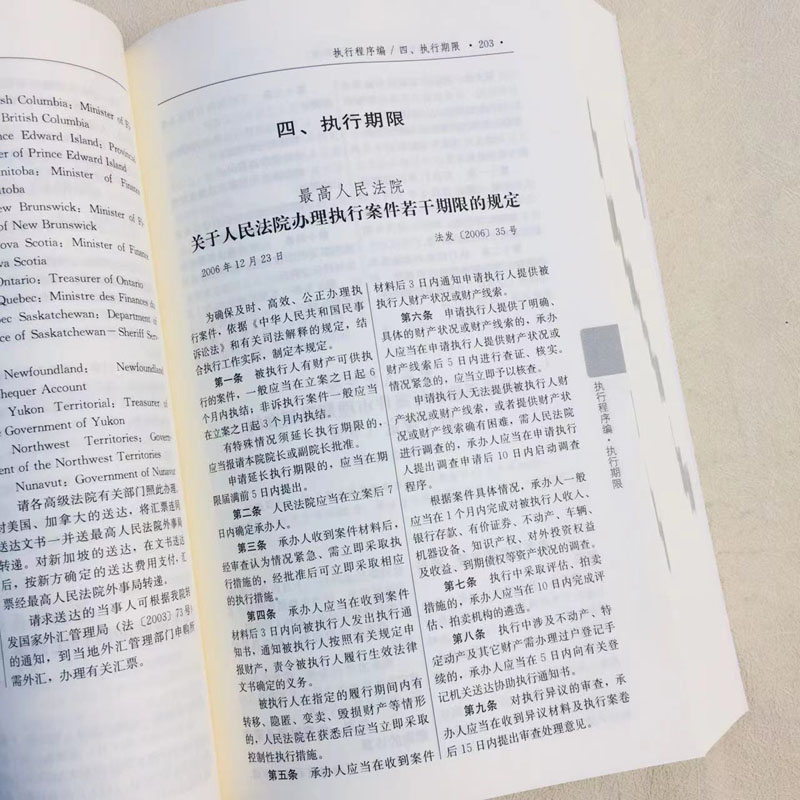 sh Columbia: Minister of Fi-
British Columbia
nce Edward Island: Provincial
er of Prince Edward Island
nitoba: Minister of Finance
nitoba
ew Brunswick: Minister of Fi-
of New Brunswick
ova Scotia: Minister of Finance
ova Scotia
Ontario: Treasurer of Ontario
Quebec: Ministre des Finances du
bec Saskatchewan: Department of
ce of Saskatchewan—Sheriff Serv-
Newfoundland: Newfoundland
hequer Account
Yukon Territorial: Treasurer of
Government of Yukon
Northwest Territories: Govern-
ent of the Northwest Territories
Nunavut: Government of Nunavut
请各高级法院有关部门照此办理。
对美国、加拿大的送达,将汇票连同
送达文书一并送最高人民法院外事局
转递。对新加坡的送达,在文书送达
后,按新方确定的送达费用支付,汇
票经最高人民法院外事局转递。
请求送达的当事人可根据我院转
发国家外汇管理局(法〔2003〕73号)
的通知,到当地外汇管理部门申购所
需外汇,办理有关汇票。
执行程序编 / 四、执行期限 · 203 ·
四、执行期限
最高人民法院
关于人民法院办理执行案件若干期限的规定
2006年12月23日
法发〔2006〕35号
为确保及时、高效、公正办理执
行案件,依据《中华人民共和国民事
诉讼法》和有关司法解释的规定,结
合执行工作实际,制定本规定。
第一条 被执行人有财产可供执
行的案件,一般应当在立案之日起6
个月内执结;非诉执行案件一般应当
在立案之日起3个月内执结。
有特殊情况须延长执行期限的,
应当报请本院院长或副院长批准。
申请延长执行期限的,应当在期
限届满前5日内提出。
第二条 人民法院应当在立案后7
日内确定承办人。
第三条 承办人收到案件材料后,
经审查认为情况紧急、需立即采取执
行措施的,经批准后可立即采取相应
的执行措施。
第四条 承办人应当在收到案件
材料后3日内向被执行人发出执行通
知书,通知被执行人按照有关规定申
报财产,责令被执行人履行生效法律
文书确定的义务。
被执行人在指定的履行期间内有
转移、隐匿、变卖、毁损财产等情形
的,人民法院在获悉后应当立即采取
控制性执行措施。
第五条 承办人应当在收到案件
材料后3日内通知申请执行人提供被
执行人财产状况或财产线索。
第六条 申请执行人提供了明确、
具体的财产状况或财产线索的,承办
人应当在申请执行人提供财产状况或
财产线索后5日内进行查证、核实。
情况紧急的,应当立即予以核查。
申请执行人无法提供被执行人财
产状况或财产线索,或者提供财产状
况或财产线索确有困难,需人民法院
进行调查的,承办人应当在申请执行
人提出调查申请后10日内启动调查
程序。
根据案件具体情况,承办人一般
应当在1个月内完成对被执行人收入、
银行存款、有价证券、不动产、车辆、
机器设备、知识产权、对外投资权益
及收益、到期债权等资产状况的调查。
第七条 执行中采取评估、拍卖
措施的,承办人应当在10日内完成评
估、拍卖机构的遴选。
第八条 执行中涉及不动产、特
定动产及其它财产需办理过户登记手
续的,承办人应当在5日内向有关登
记机关送达协助执行通知书。
第九条 对执行异议的审查,承
办人应当在收到异议材料及执行案卷
后15日内提出审查处理意见。
执行程序编·执行期限